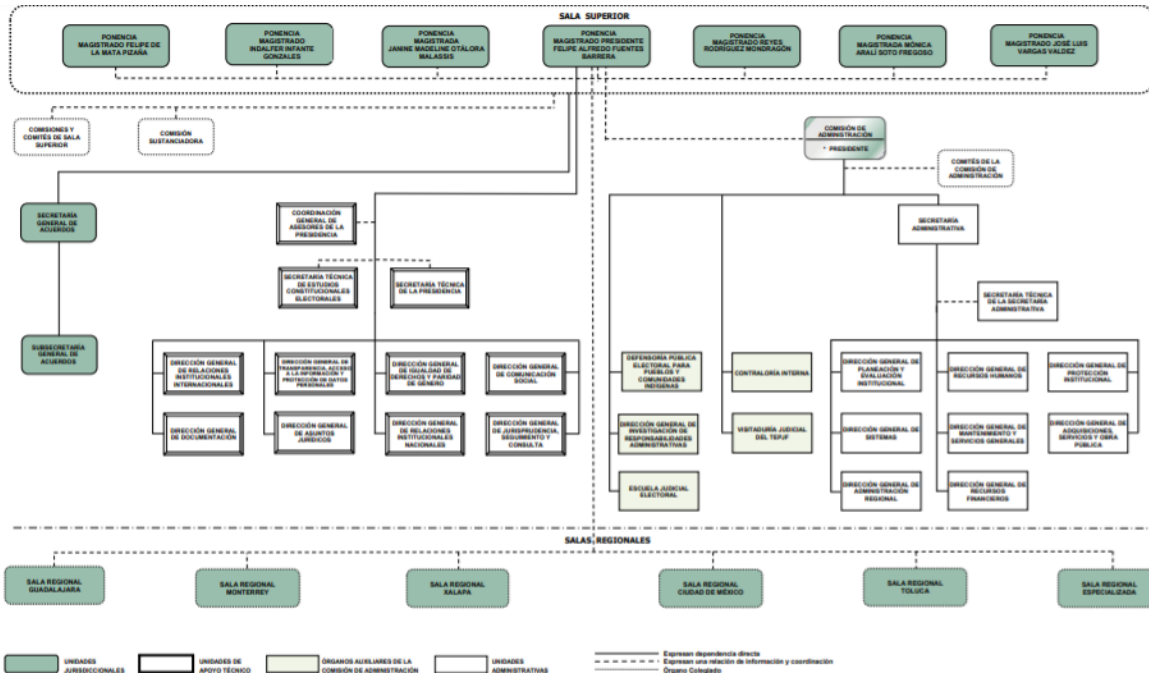 SALA SUPERIOR
PONENCIA
MAGISTRADO FELIPE DE
LA MATA PIZAÑA
PONENCIA
MAGISTRADO
INDALFER INFANTE
GONZALES
PONENCIA
MAGISTRADA
JANINE MADELINE OTÁLORA
MALASSIS
PONENCIA
MAGISTRADO PRESIDENTE
FELIPE ALFREDO FUENTES
BARRERA
PONENCIA
MAGISTRADO REYES
RODRÍGUEZ MONDRAGÓN
PONENCIA
MAGISTRADA MÓNICA
ARALÍ SOTO FREGOSO
PONENCIA
MAGISTRADO JOSÉ LUIS
VARGAS VALDEZ
COMISIONES Y
COMITÉS DE SALA
SUPERIOR
COMISIÓN
SUSTANCIADORA
COMISIÓN DE
ADMINISTRACIÓN
* PRESIDENTE
COMITÉS DE LA
COMISIÓN DE
ADMINISTRACIÓN
SECRETARÍA
GENERAL DE
ACUERDOS
COORDINACIÓN
GENERAL DE
ASESORES DE LA
PRESIDENCIA
SECRETARÍA
ADMINISTRATIVA
SECRETARÍA TÉCNICA
DE ESTUDIOS
CONSTITUCIONALES
ELECTORALES
SECRETARÍA TÉCNICA
DE LA PRESIDENCIA
SECRETARÍA TÉCNICA
DE LA SECRETARÍA
ADMINISTRATIVA
SUBSECRETARÍA
GENERAL DE
ACUERDOS
DIRECCIÓN GENERAL
DE RELACIONES
INSTITUCIONALES
INTERNACIONALES
DIRECCIÓN GENERAL DE
TRANSPARENCIA, ACCESO
A LA INFORMACIÓN Y
PROTECCIÓN DE DATOS
PERSONALES
DIRECCIÓN GENERAL
DE IGUALDAD DE
DERECHOS Y PARIDAD
DE GÉNERO
DIRECCIÓN GENERAL
DE COMUNICACIÓN
SOCIAL
DEFENSORÍA PÚBLICA
ELECTORAL PARA
PUEBLOS Y
COMUNIDADES
INDÍGENAS
CONTRALORÍA INTERNA
DIRECCIÓN GENERAL DE
PLANEACIÓN Y
EVALUACIÓN
INSTITUCIONAL
DIRECCIÓN GENERAL DE
RECURSOS HUMANOS
DIRECCIÓN GENERAL DE
PROTECCIÓN
INSTITUCIONAL
DIRECCIÓN GENERAL
DE DOCUMENTACIÓN
DIRECCIÓN GENERAL
DE ASUNTOS
JURÍDICOS
DIRECCIÓN GENERAL
DE RELACIONES
INSTITUCIONALES
NACIONALES
DIRECCIÓN GENERAL
DE JURISPRUDENCIA,
SEGUIMIENTO Y
CONSULTA
DIRECCIÓN GENERAL DE
INVESTIGACIÓN DE
RESPONSABILIDADES
ADMINISTRATIVAS
VISITADURÍA JUDICIAL
DEL TEPJF
DIRECCIÓN GENERAL DE
SISTEMAS
DIRECCIÓN GENERAL DE
MANTENIMIENTO Y
SERVICIOS GENERALES
DIRECCIÓN GENERAL DE
ADQUISICIONES,
SERVICIOS Y OBRA
PÚBLICA
ESCUELA JUDICIAL
ELECTORAL
DIRECCIÓN GENERAL DE
ADMINISTRACIÓN
REGIONAL
DIRECCIÓN GENERAL DE
RECURSOS
FINANCIEROS
SALAS REGIONALES
SALA REGIONAL
GUADALAJARA
SALA REGIONAL
MONTERREY
SALA REGIONAL
XALAPA
SALA REGIONAL
CIUDAD DE MÉXICO
SALA REGIONAL
TOLUCA
SALA REGIONAL
ESPECIALIZADA
UNIDADES
JURISDICCIONALES
UNIDADES DE
APOYO TÉCNICO
ÓRGANOS AUXILIARES DE LA
COMISIÓN DE ADMINISTRACIÓN
UNIDADES
ADMINISTRATIVAS
Expresan dependencia directa
Expresan una relación de información y coordinación
Órgano Colegiado